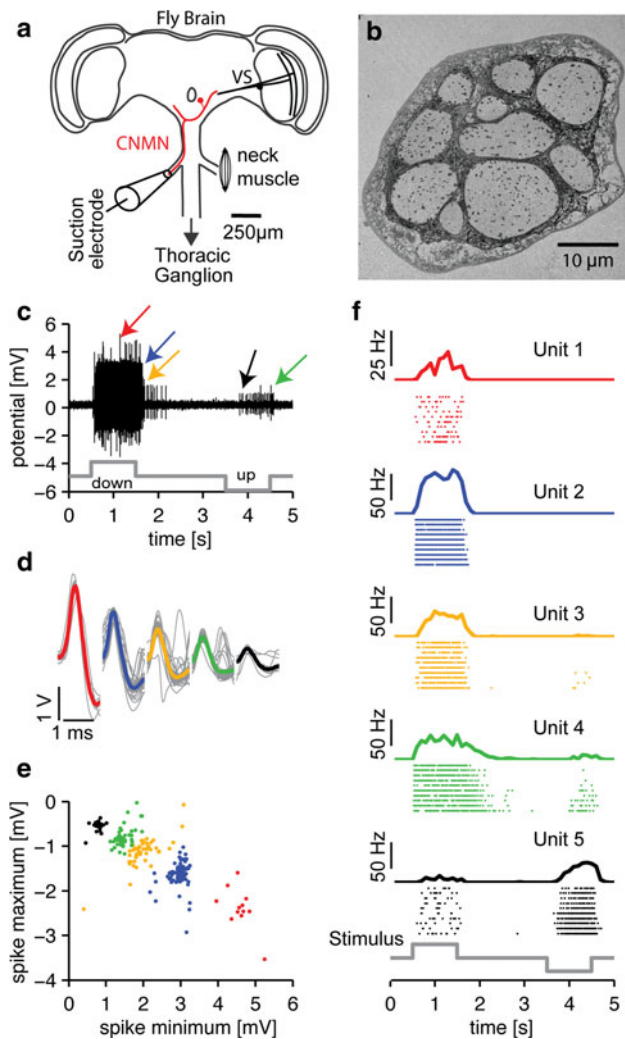 a
Fly Brain
VS
O
CNMN
Suction
electrode
neck
muscle
250μm
Thoracic
Ganglion
b
10 μm
c
potential [mV]
6
4
2
0
−2
−4
−6
down
up
0 1 2 3 4 5
time [s]
d
1 V
1 ms
e
spike maximum [mV]
0
−1
−2
−3
−4
0 1 2 3 4 5 6
spike minimum [mV]
f
25 Hz
Unit 1
50 Hz
Unit 2
50 Hz
Unit 3
50 Hz
Unit 4
50 Hz
Unit 5
Stimulus
0 1 2 3 4 5
time [s]